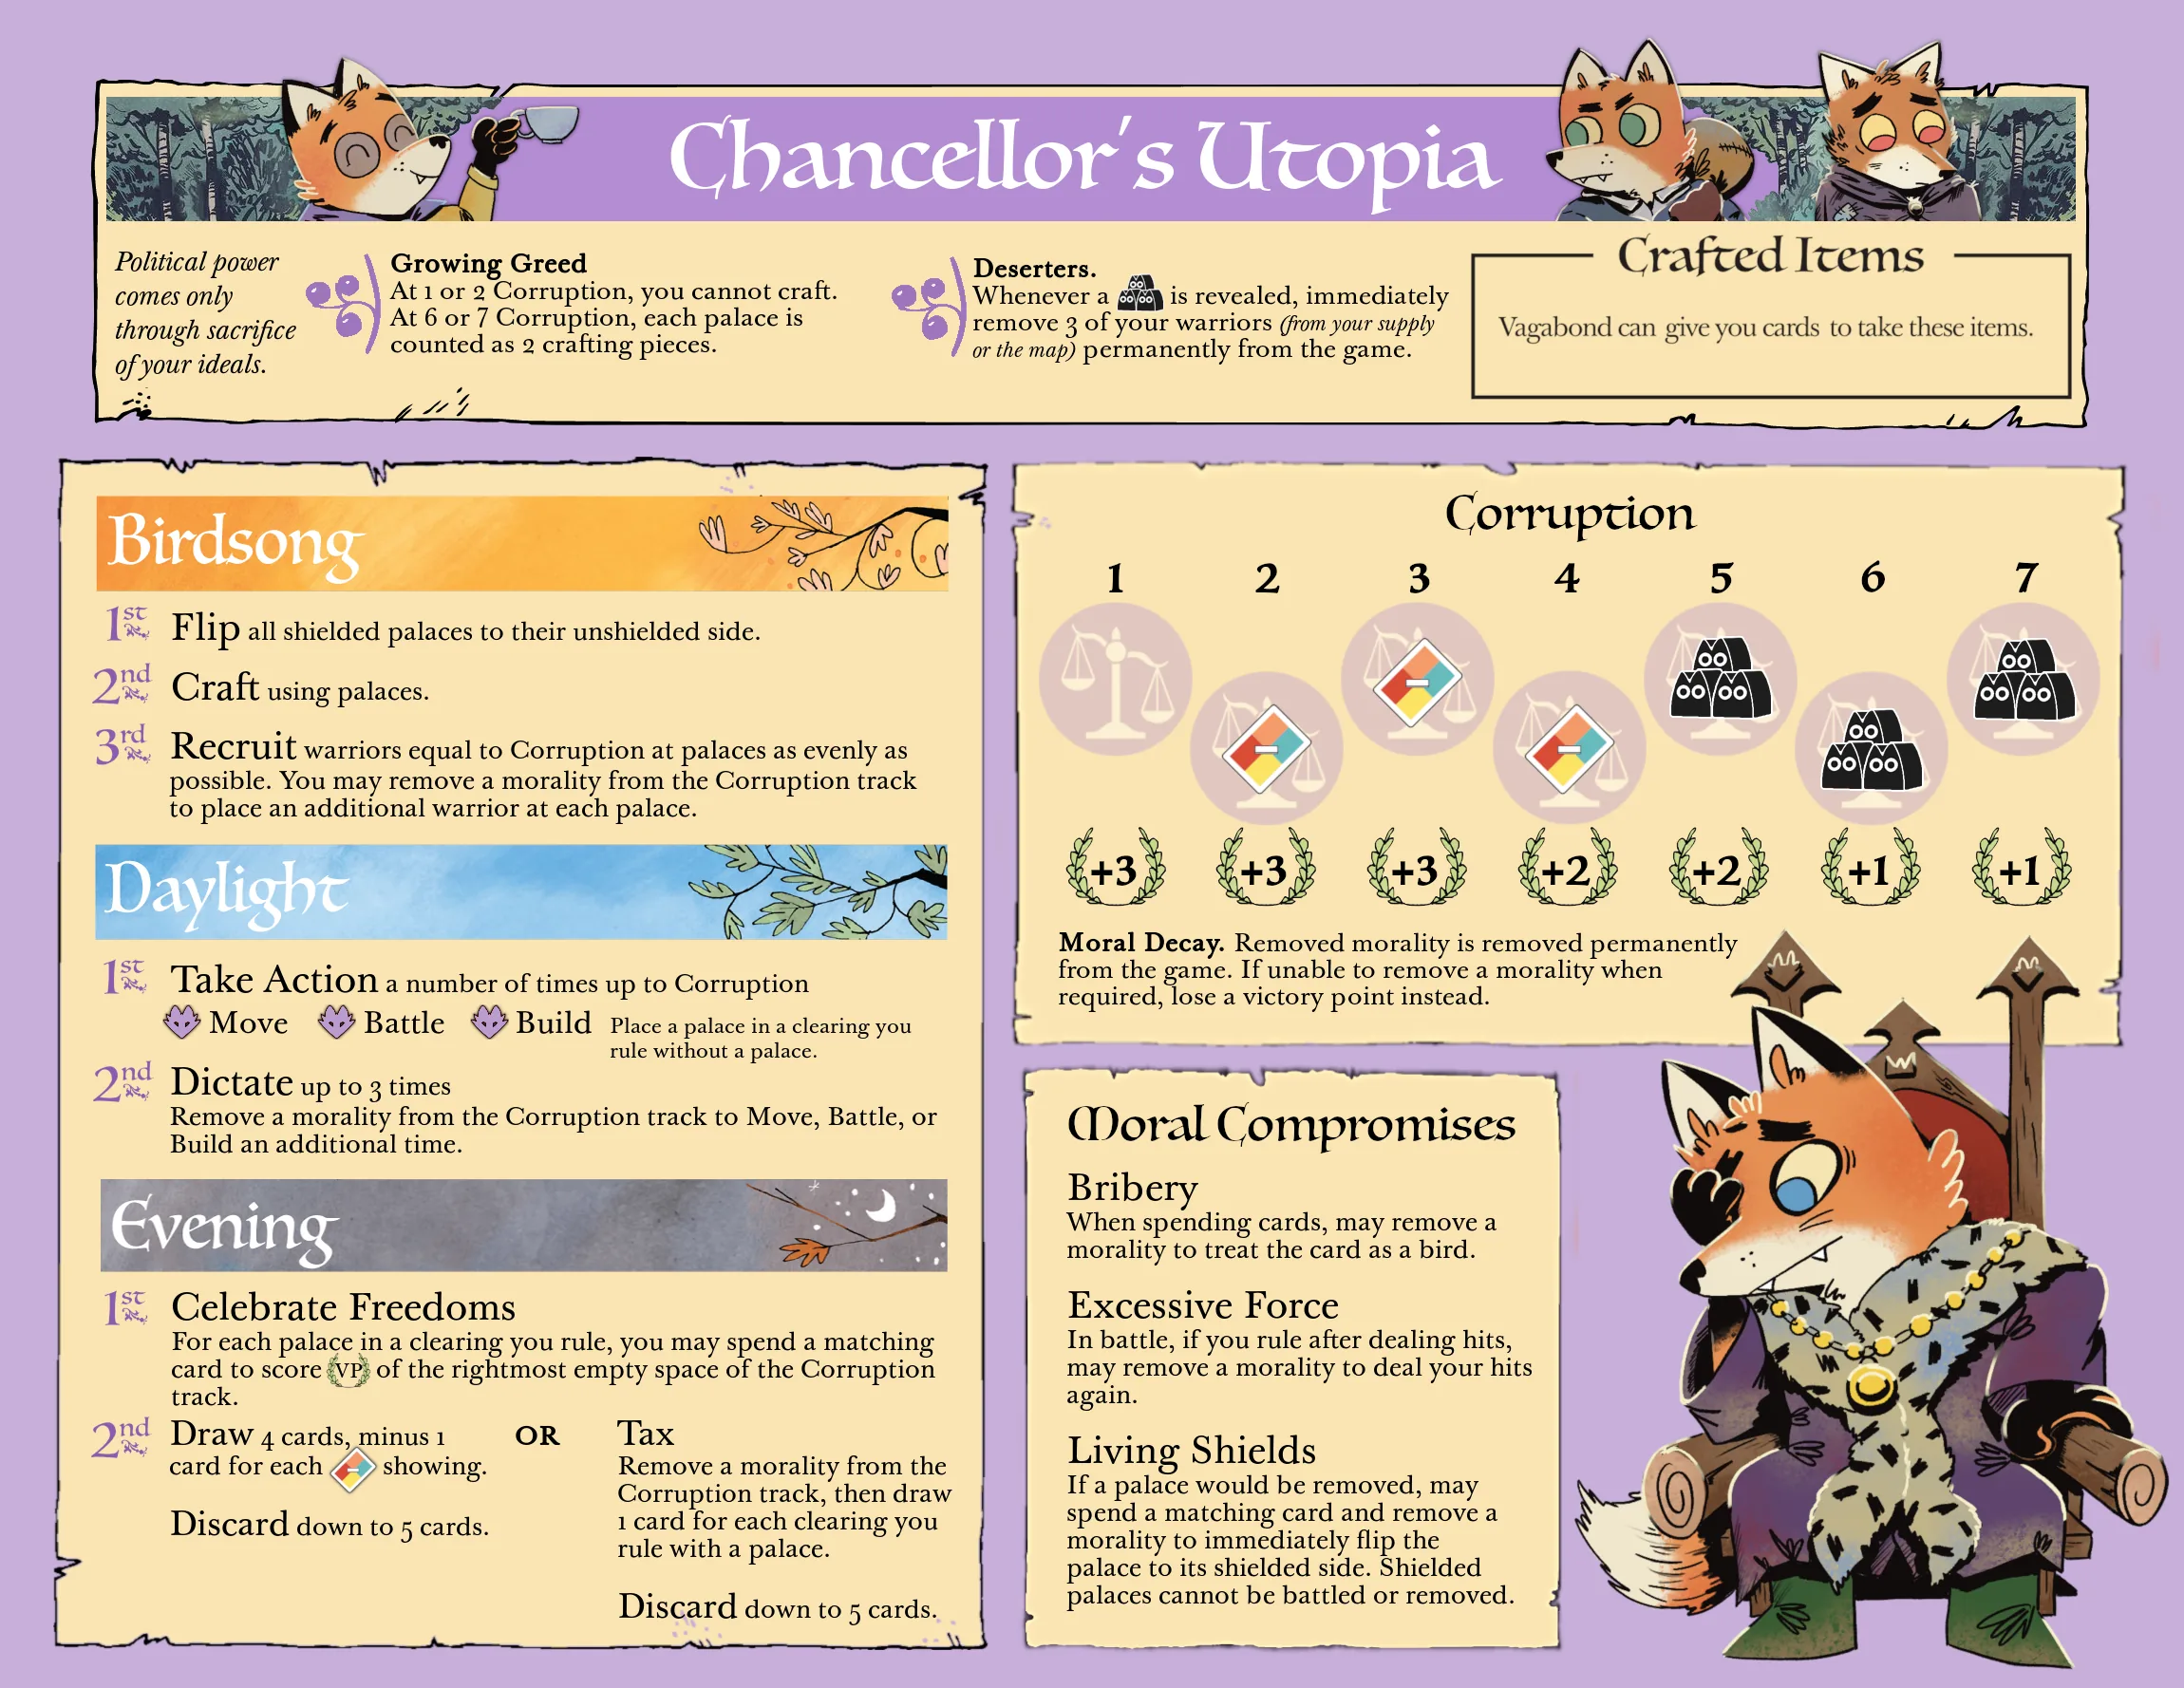 Chancellor's Utopia
Political power
comes only
through sacrifice
of your ideals.
Growing Greed
At 1 or 2 Corruption, you cannot craft.
At 6 or 7 Corruption, each palace is
counted as 2 crafting pieces.
Deserters.
Whenever a is revealed, immediately
remove 3 of your warriors (from your supply
or the map) permanently from the game.
Crafted Items
Vagabond can give you cards to take these items.
Birdsong
1st Flip all shielded palaces to their unshielded side.
2nd Craft using palaces.
3rd Recruit warriors equal to Corruption at palaces as evenly as
possible. You may remove a morality from the Corruption track
to place an additional warrior at each palace.
Daylight
1st Take Action a number of times up to Corruption
Move Battle Build Place a palace in a clearing you
rule without a palace.
2nd Dictate up to 3 times
Remove a morality from the Corruption track to Move, Battle, or
Build an additional time.
Evening
1st Celebrate Freedoms
For each palace in a clearing you rule, you may spend a matching
card to score VP of the rightmost empty space of the Corruption
track.
2nd Draw 4 cards, minus 1
card for each showing.
Discard down to 5 cards.
OR
Tax
Remove a morality from the
Corruption track, then draw
1 card for each clearing you
rule with a palace.
Discard down to 5 cards.
Corruption
1 2 3 4 5 6 7
+3 +3 +3 +2 +2 +1 +1
Moral Decay. Removed morality is removed permanently
from the game. If unable to remove a morality when
required, lose a victory point instead.
Moral Compromises
Bribery
When spending cards, may remove a
morality to treat the card as a bird.
Excessive Force
In battle, if you rule after dealing hits,
may remove a morality to deal your hits
again.
Living Shields
If a palace would be removed, may
spend a matching card and remove a
morality to immediately flip the
palace to its shielded side. Shielded
palaces cannot be battled or removed.